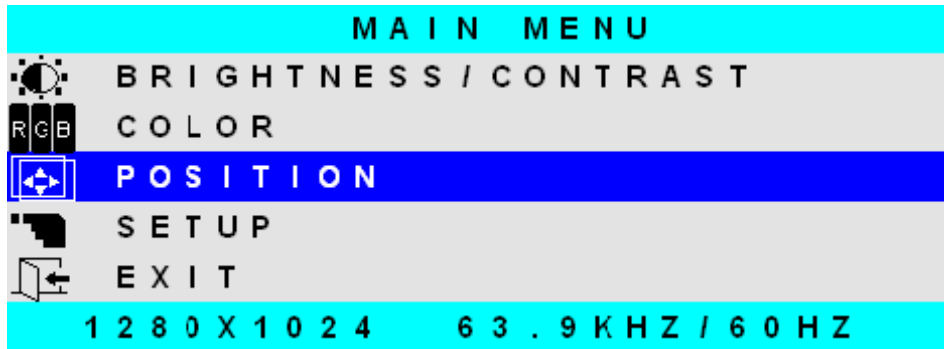 MAIN MENU
BRIGHTNESS/CONTRAST
RGB COLOR
POSITION
SETUP
EXIT
1280X1024 63.9KHZ/60HZ